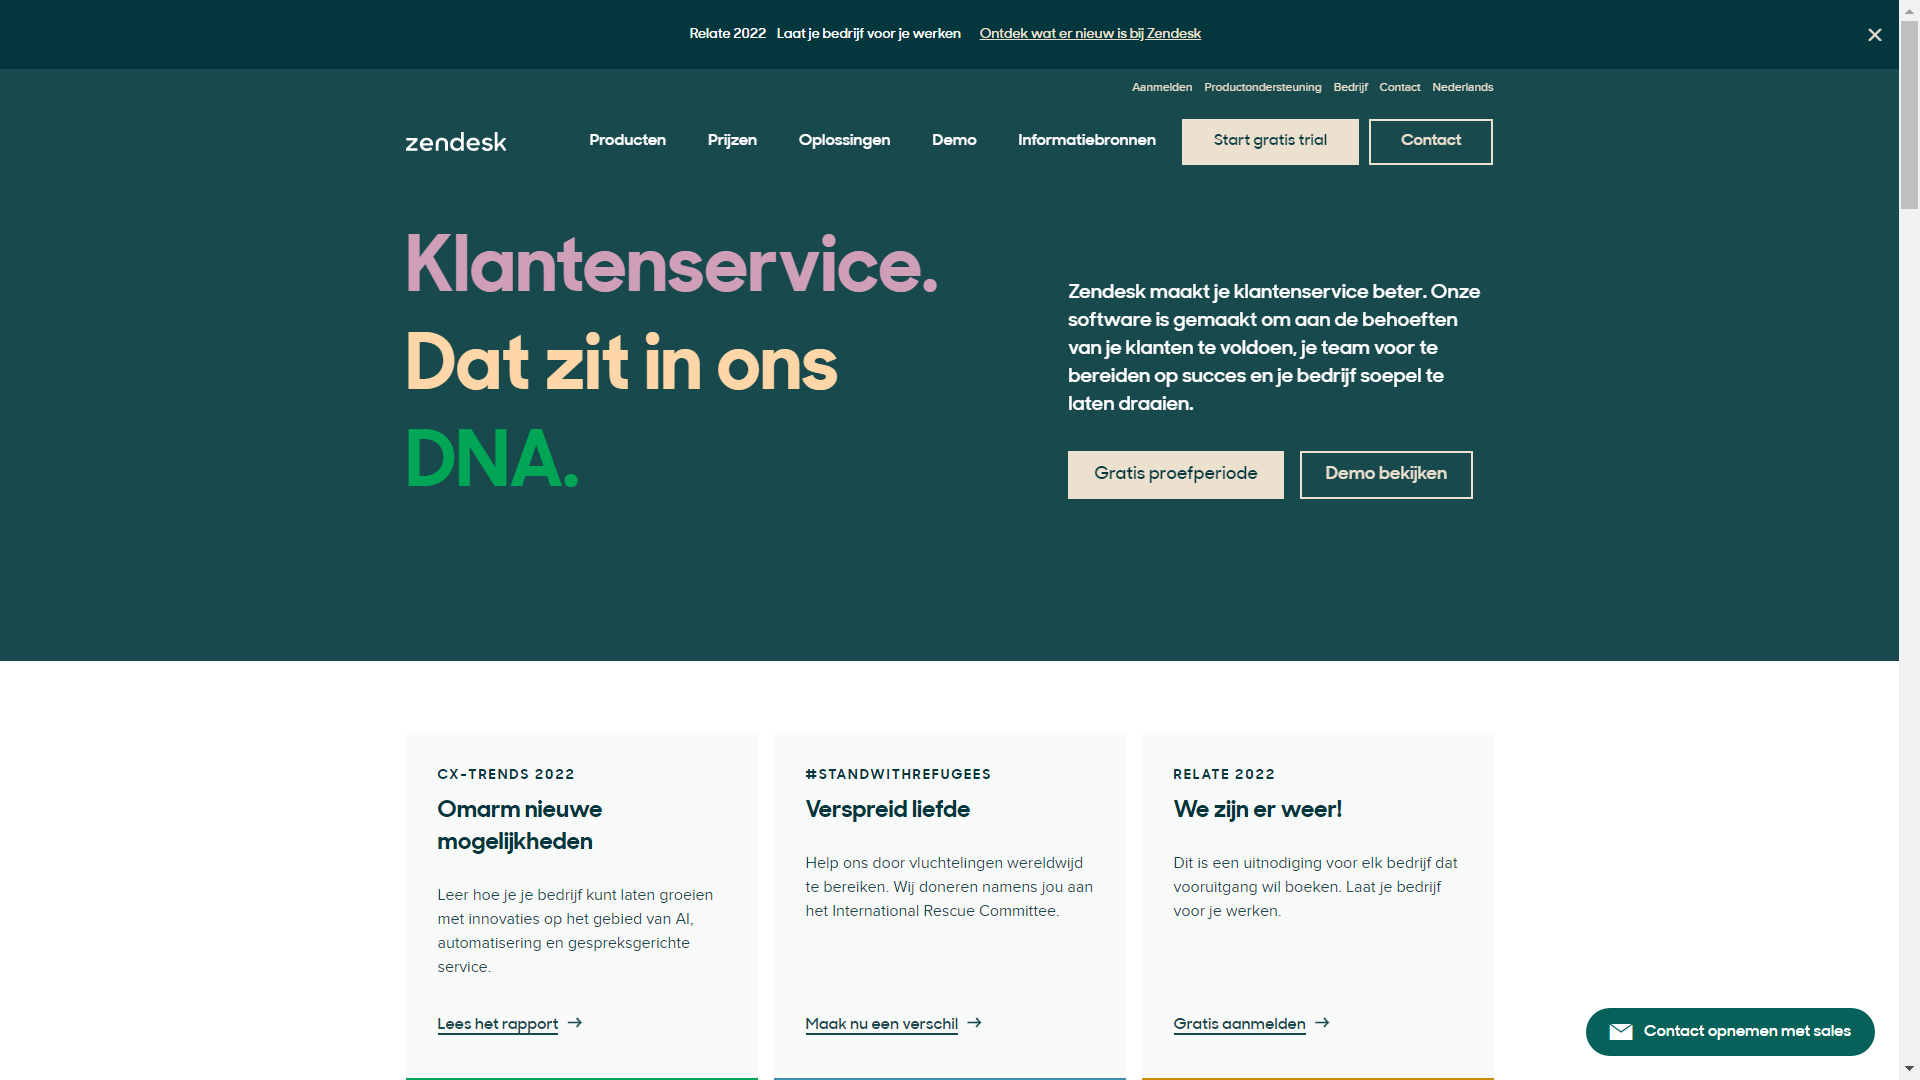 Relate 2022 Laat je bedrijf voor je werken Ontdek wat er nieuw is bij Zendesk
Aanmelden Productondersteuning Bedrijf Contact Nederlands
zendesk Producten Prijzen Oplossingen Demo Informatiebronnen Start gratis trial Contact
Klantenservice.
Dat zit in ons
DNA.
Zendesk maakt je klantenservice beter. Onze
software is gemaakt om aan de behoeften
van je klanten te voldoen, je team voor te
bereiden op succes en je bedrijf soepel te
laten draaien.
Gratis proefperiode Demo bekijken
CX-TRENDS 2022
Omarm nieuwe
mogelijkheden
Leer hoe je je bedrijf kunt laten groeien
met innovaties op het gebied van AI,
automatisering en gespreksgerichte
service.
Lees het rapport
#STANDWITHREFUGEES
Verspreid liefde
Help ons door vluchtelingen wereldwijd
te bereiken. Wij doneren namens jou aan
het International Rescue Committee.
Maak nu een verschil
RELATE 2022
We zijn er weer!
Dit is een uitnodiging voor elk bedrijf dat
vooruitgang wil boeken. Laat je bedrijf
voor je werken.
Gratis aanmelden
Contact opnemen met sales